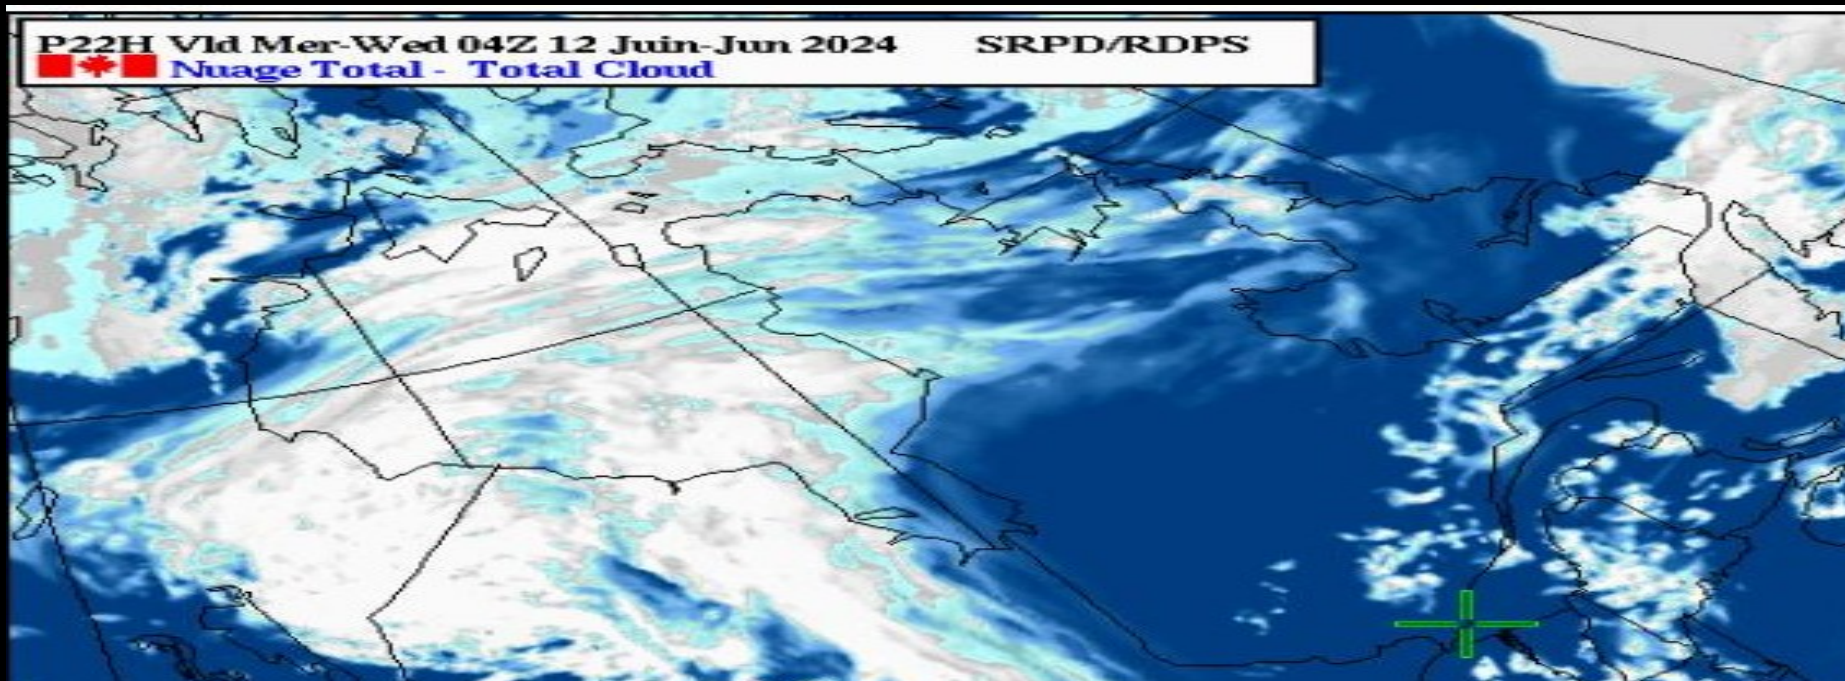 P22H Vld Mer-Wed 04Z 12 Juin-Jun 2024 SRPD/RDPS
Nuage Total - Total Cloud